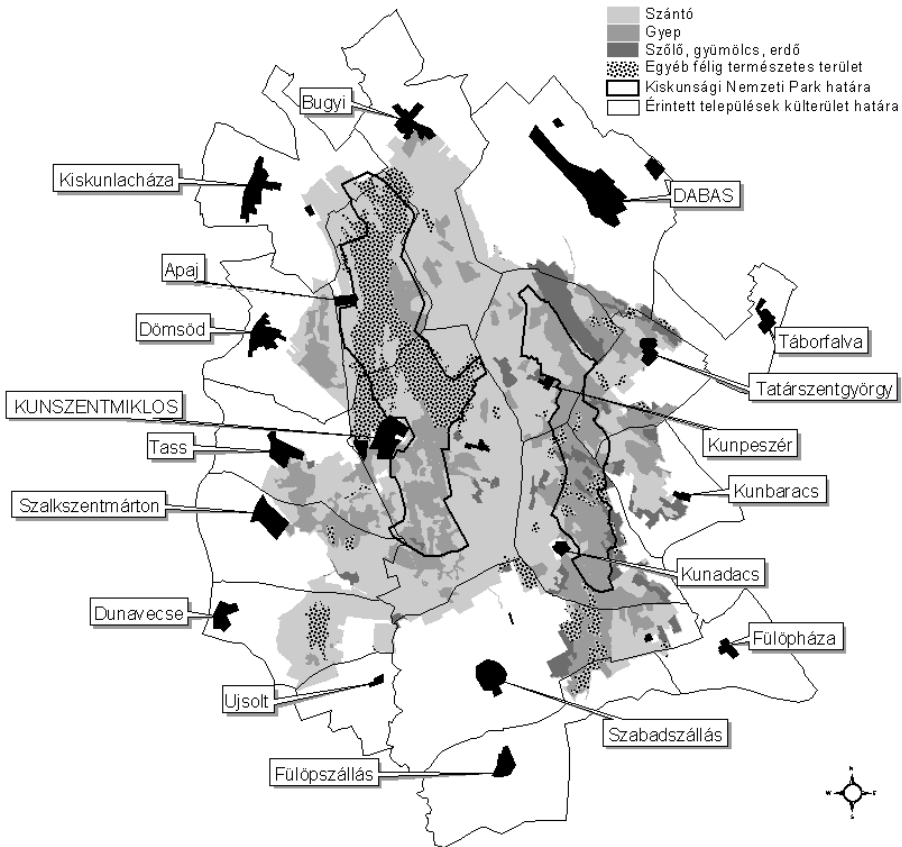 Szántó
Gyep
Szőlő, gyümölcs, erdő
Egyéb félig természetes terület
Kiskunsági Nemzeti Park határa
Érintett települések külterület határa
Bugyi
Kiskunlacháza
DABAS
Apaj
Dömsöd
Táborfalva
Tatárszentgyörgy
KUNSZENTMIKLOS
Tass
Kunpeszér
Kunbaracs
Szalkszentmárton
Kunadacs
Dunavecse
Fülöpháza
Ujsolt
Szabadszállás
Fülöpszállás
N
W E
S